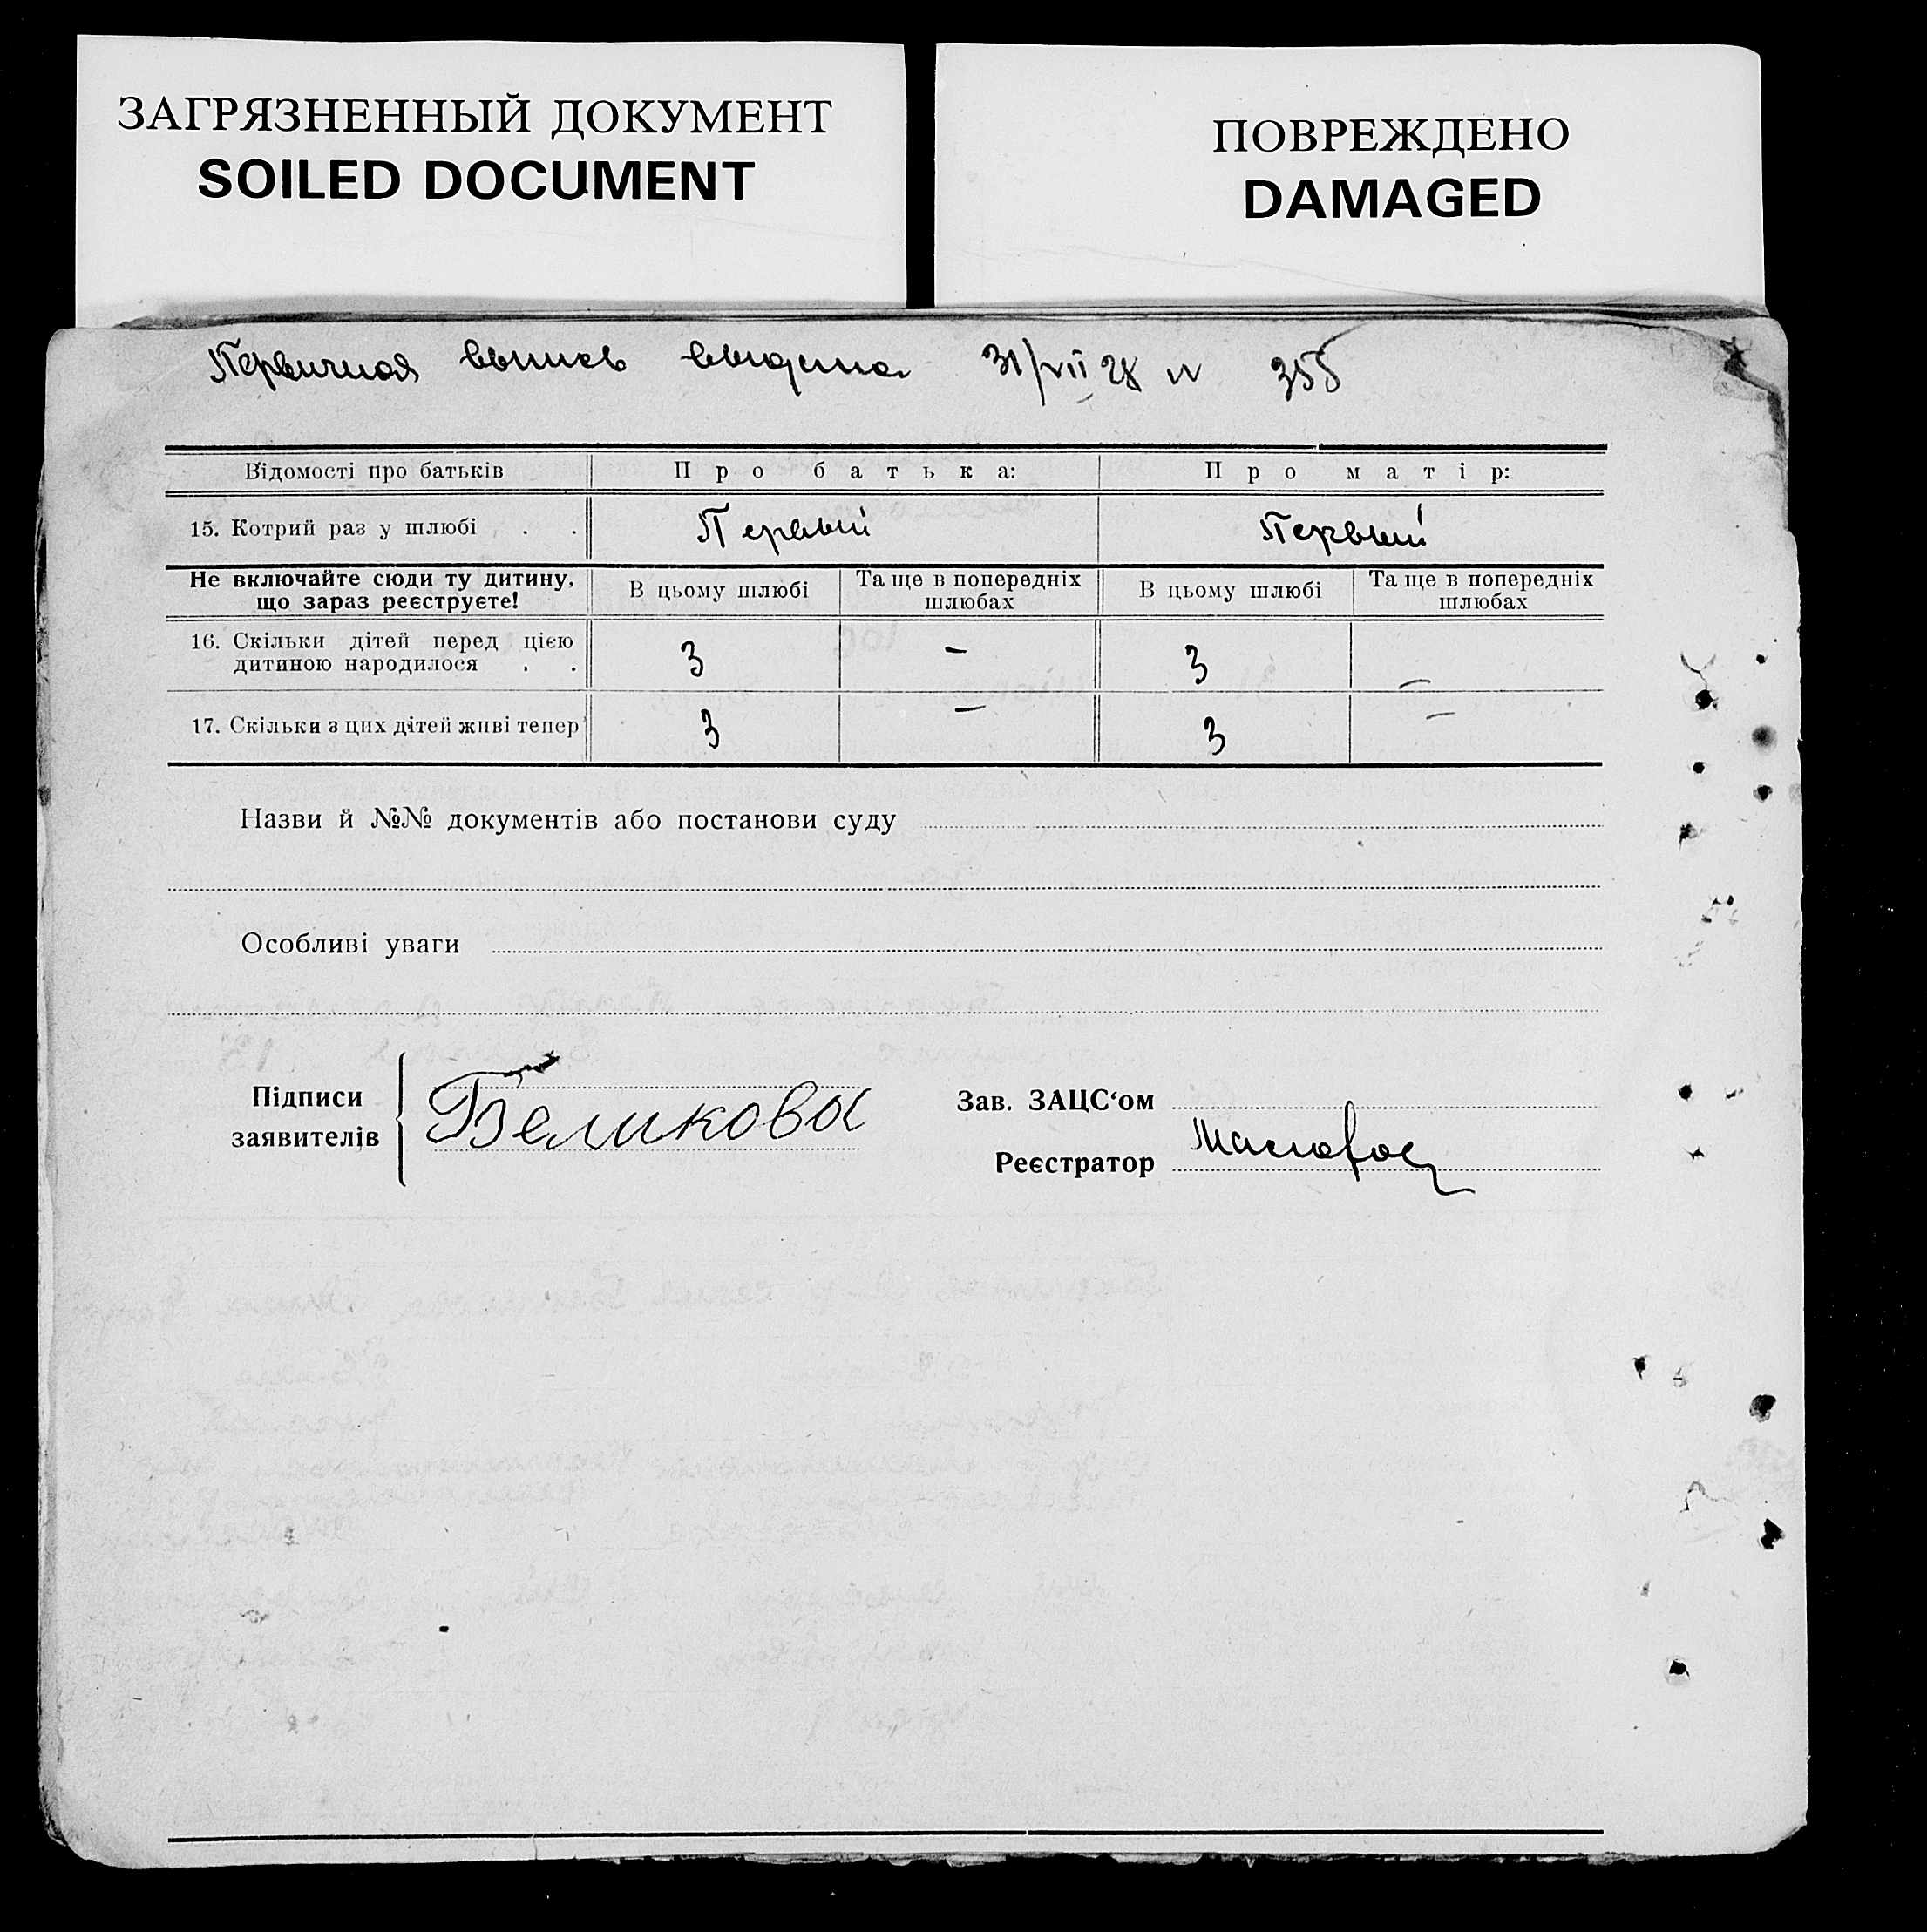 ЗАГРЯЗНЕННЫЙ ДОКУМЕНТ
SOILED DOCUMENT
ПОВРЕЖДЕНО
DAMAGED
Первичная выпись выдана 31/VII 28 N 355
Відомості про батьків Про батька: Про матір:
15. Котрий раз у шлюбі . . Первый Первый
Не включайте сюди ту дитину, що зараз реєструєте! В цьому шлюбі Та ще в попередніх шлюбах В цьому шлюбі Та ще в попередніх шлюбах
16. Скільки дітей перед цією дитиною народилося . . 3 – 3 –
17. Скільки з цих дітей живі тепер 3 – 3 –
Назви й №№ документів або постанови суду
Особливі уваги
Підписи заявителів
Великовы
Зав. ЗАЦС‘ом
Реєстратор